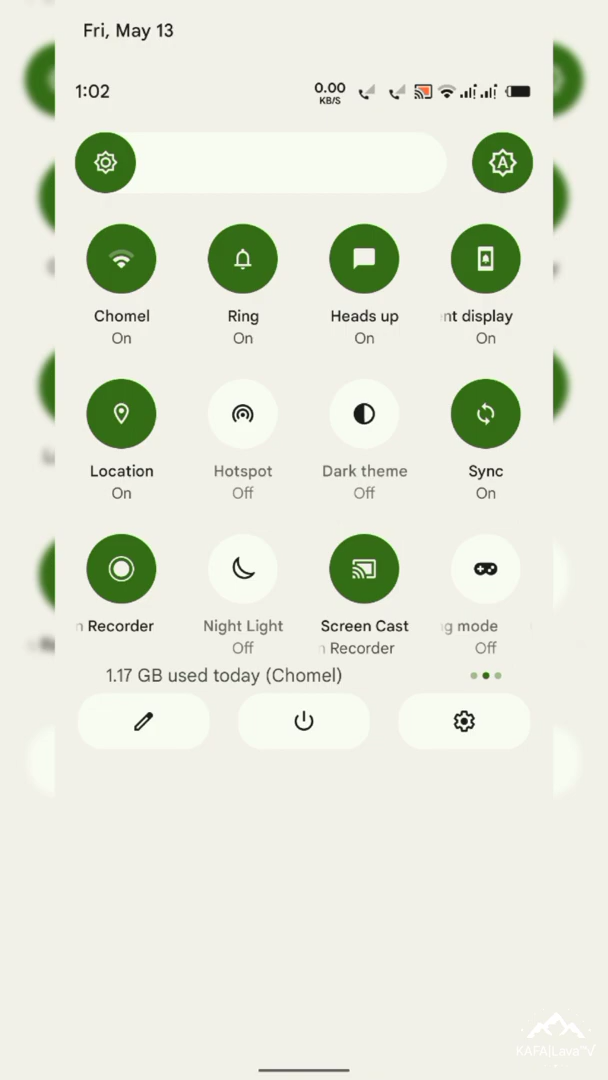 Fri, May 13
1:02
0.00
KB/S
A
Chomel
On
Ring
On
Heads up
On
nt display
On
Location
On
Hotspot
Off
Dark theme
Off
Sync
On
n Recorder
Night Light
Off
Screen Cast
n Recorder
g mode
Off
1.17 GB used today (Chomel)
KAFA|Lava